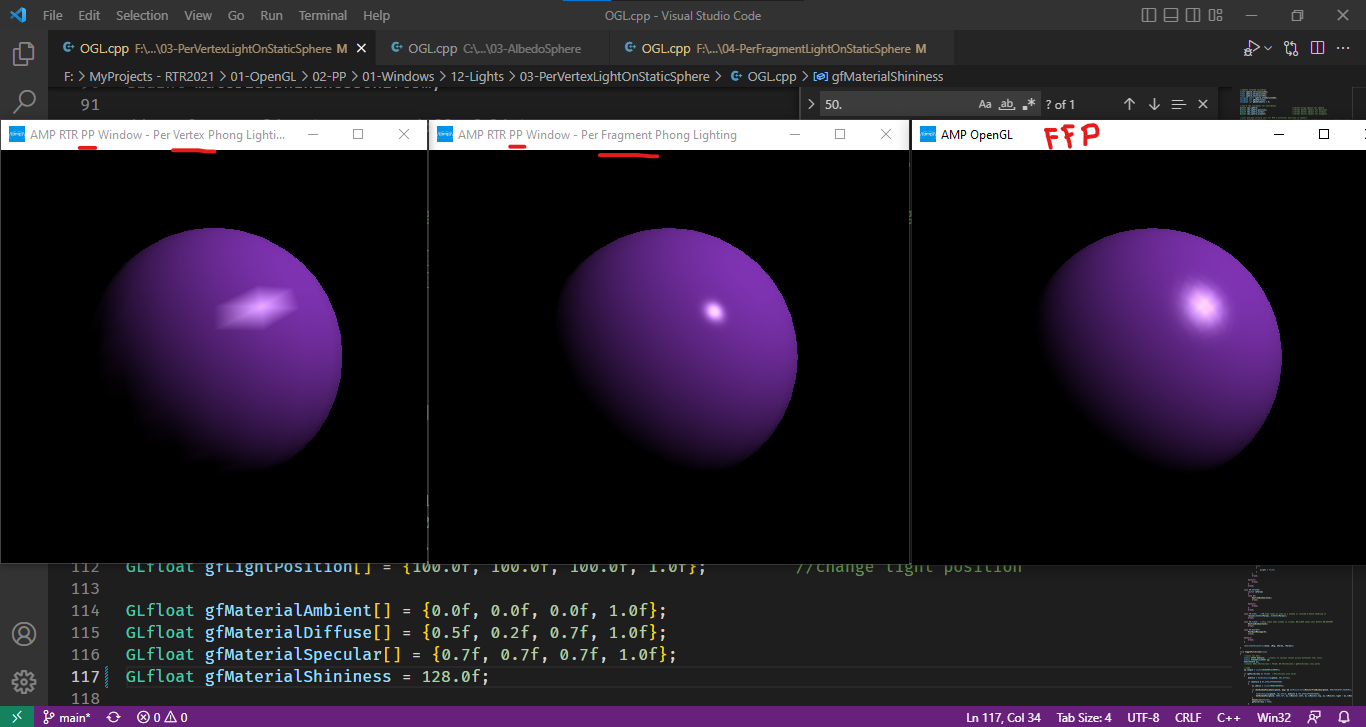 File Edit Selection View Go Run Terminal Help OGL.cpp - Visual Studio Code
OGL.cpp F:\...\03-PerVertexLightOnStaticSphere M OGL.cpp C:\...\03-AlbedoSphere OGL.cpp F:\...\04-PerFragmentLightOnStaticSphere M
F: > MyProjects - RTR2021 > 01-OpenGL > 02-PP > 01-Windows > 12-Lights > 03-PerVertexLightOnStaticSphere > OGL.cpp > gfMaterialShininess
91
50. Aa ab ? of 1
AMP RTR PP Window - Per Vertex Phong Lighti...
AMP RTR PP Window - Per Fragment Phong Lighting
AMP OpenGL FFP
112 GLfloat gfLightPosition[] = {100.0f, 100.0f, 100.0f, 1.0f}; //change light position
113
114 GLfloat gfMaterialAmbient[] = {0.0f, 0.0f, 0.0f, 1.0f};
115 GLfloat gfMaterialDiffuse[] = {0.5f, 0.2f, 0.7f, 1.0f};
116 GLfloat gfMaterialSpecular[] = {0.7f, 0.7f, 0.7f, 1.0f};
117 GLfloat gfMaterialShininess = 128.0f;
118
main* 0 0 Ln 117, Col 34 Tab Size: 4 UTF-8 CRLF C++ Win32